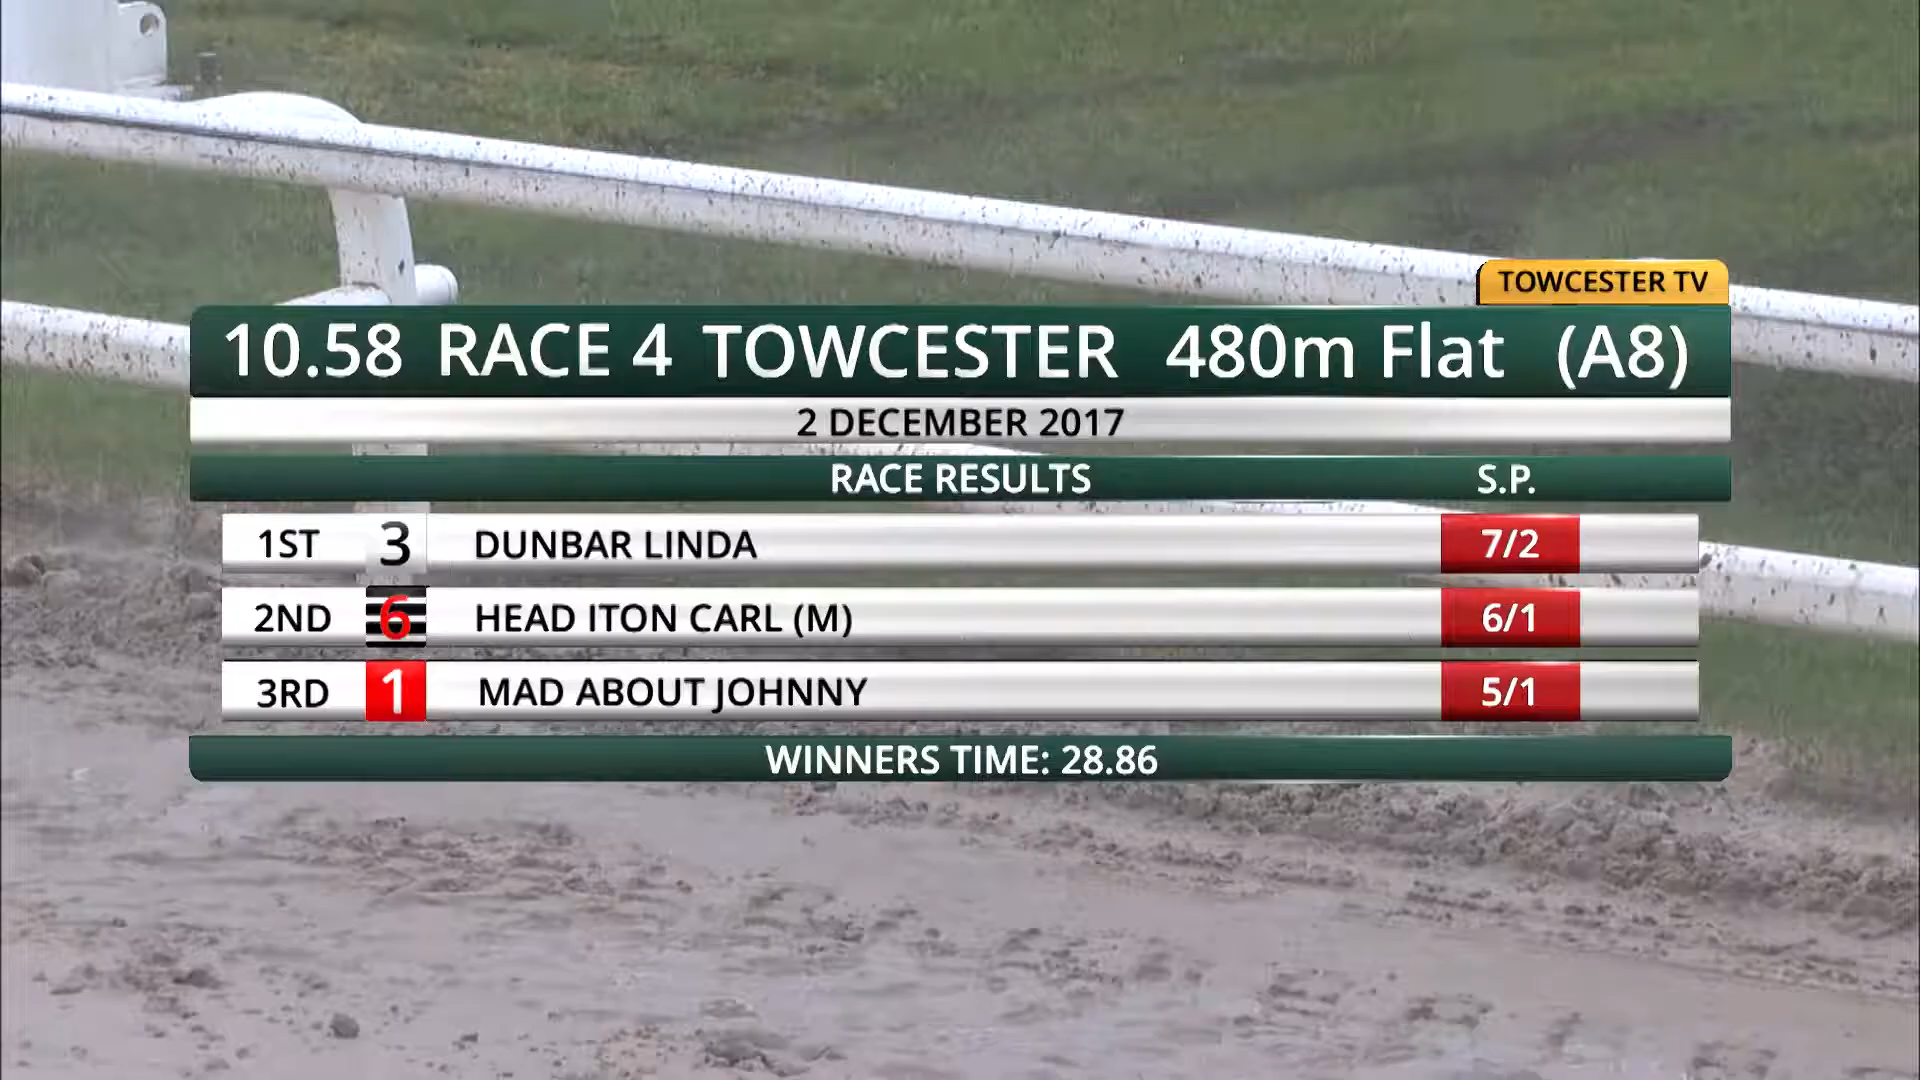 TOWCESTER TV
10.58 RACE 4 TOWCESTER 480m Flat (A8)
2 DECEMBER 2017
RACE RESULTS S.P.
1ST 3 DUNBAR LINDA 7/2
2ND 6 HEAD ITON CARL (M) 6/1
3RD 1 MAD ABOUT JOHNNY 5/1
WINNERS TIME: 28.86